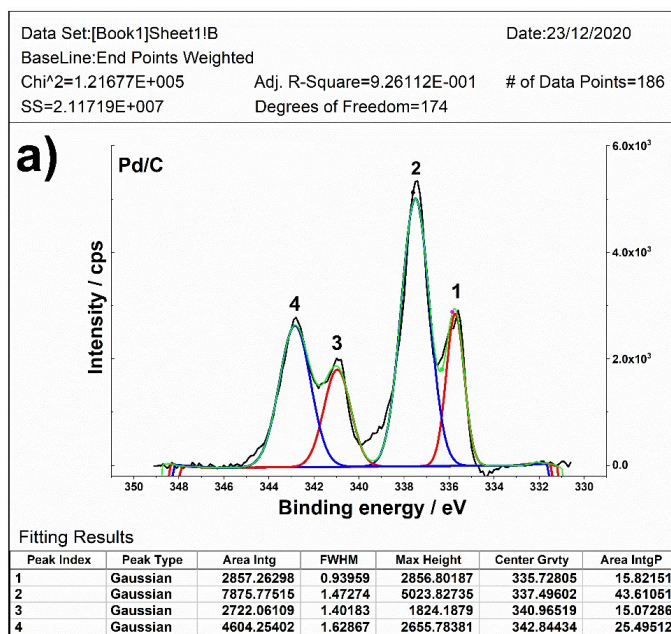 Data Set:[Book1]Sheet1!B Date:23/12/2020
BaseLine:End Points Weighted
Chi^2=1.21677E+005 Adj. R-Square=9.26112E-001 # of Data Points=186
SS=2.11719E+007 Degrees of Freedom=174
a)
Pd/C
6.0x10³
4.0x10³
2.0x10³
0.0
Intensity / cps
2
1
4
3
350 348 346 344 342 341 339 337 336 334 332 330
Binding energy / eV
Fitting Results
Peak Index Peak Type Area Intg FWHM Max Height Center Grvty Area IntgP
1 Gaussian 2857.26298 0.93959 2856.80187 335.72805 15.82151
2 Gaussian 7875.77515 1.47274 5023.82735 337.49602 43.61051
3 Gaussian 2722.06109 1.40183 1824.1879 340.96519 15.07286
4 Gaussian 4604.25402 1.62867 2655.78381 342.84434 25.49512